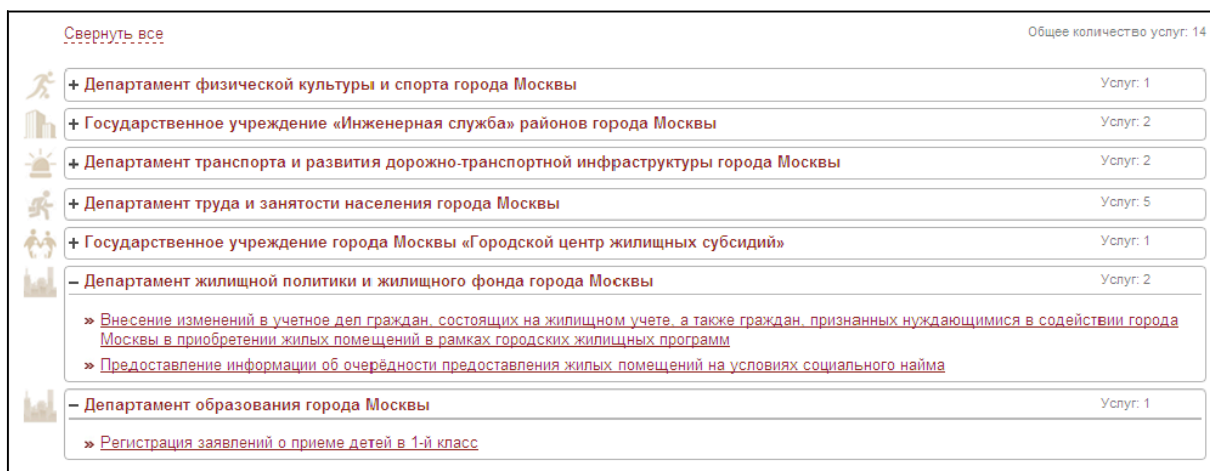 Свернуть все
Общее количество услуг: 14
+ Департамент физической культуры и спорта города Москвы
Услуг: 1
+ Государственное учреждение «Инженерная служба» районов города Москвы
Услуг: 2
+ Департамент транспорта и развития дорожно-транспортной инфраструктуры города Москвы
Услуг: 2
+ Департамент труда и занятости населения города Москвы
Услуг: 5
+ Государственное учреждение города Москвы «Городской центр жилищных субсидий»
Услуг: 1
– Департамент жилищной политики и жилищного фонда города Москвы
Услуг: 2
» Внесение изменений в учетное дел граждан, состоящих на жилищном учете, а также граждан, признанных нуждающимися в содействии города
Москвы в приобретении жилых помещений в рамках городских жилищных программ
» Предоставление информации об очерёдности предоставления жилых помещений на условиях социального найма
– Департамент образования города Москвы
Услуг: 1
» Регистрация заявлений о приеме детей в 1-й класс